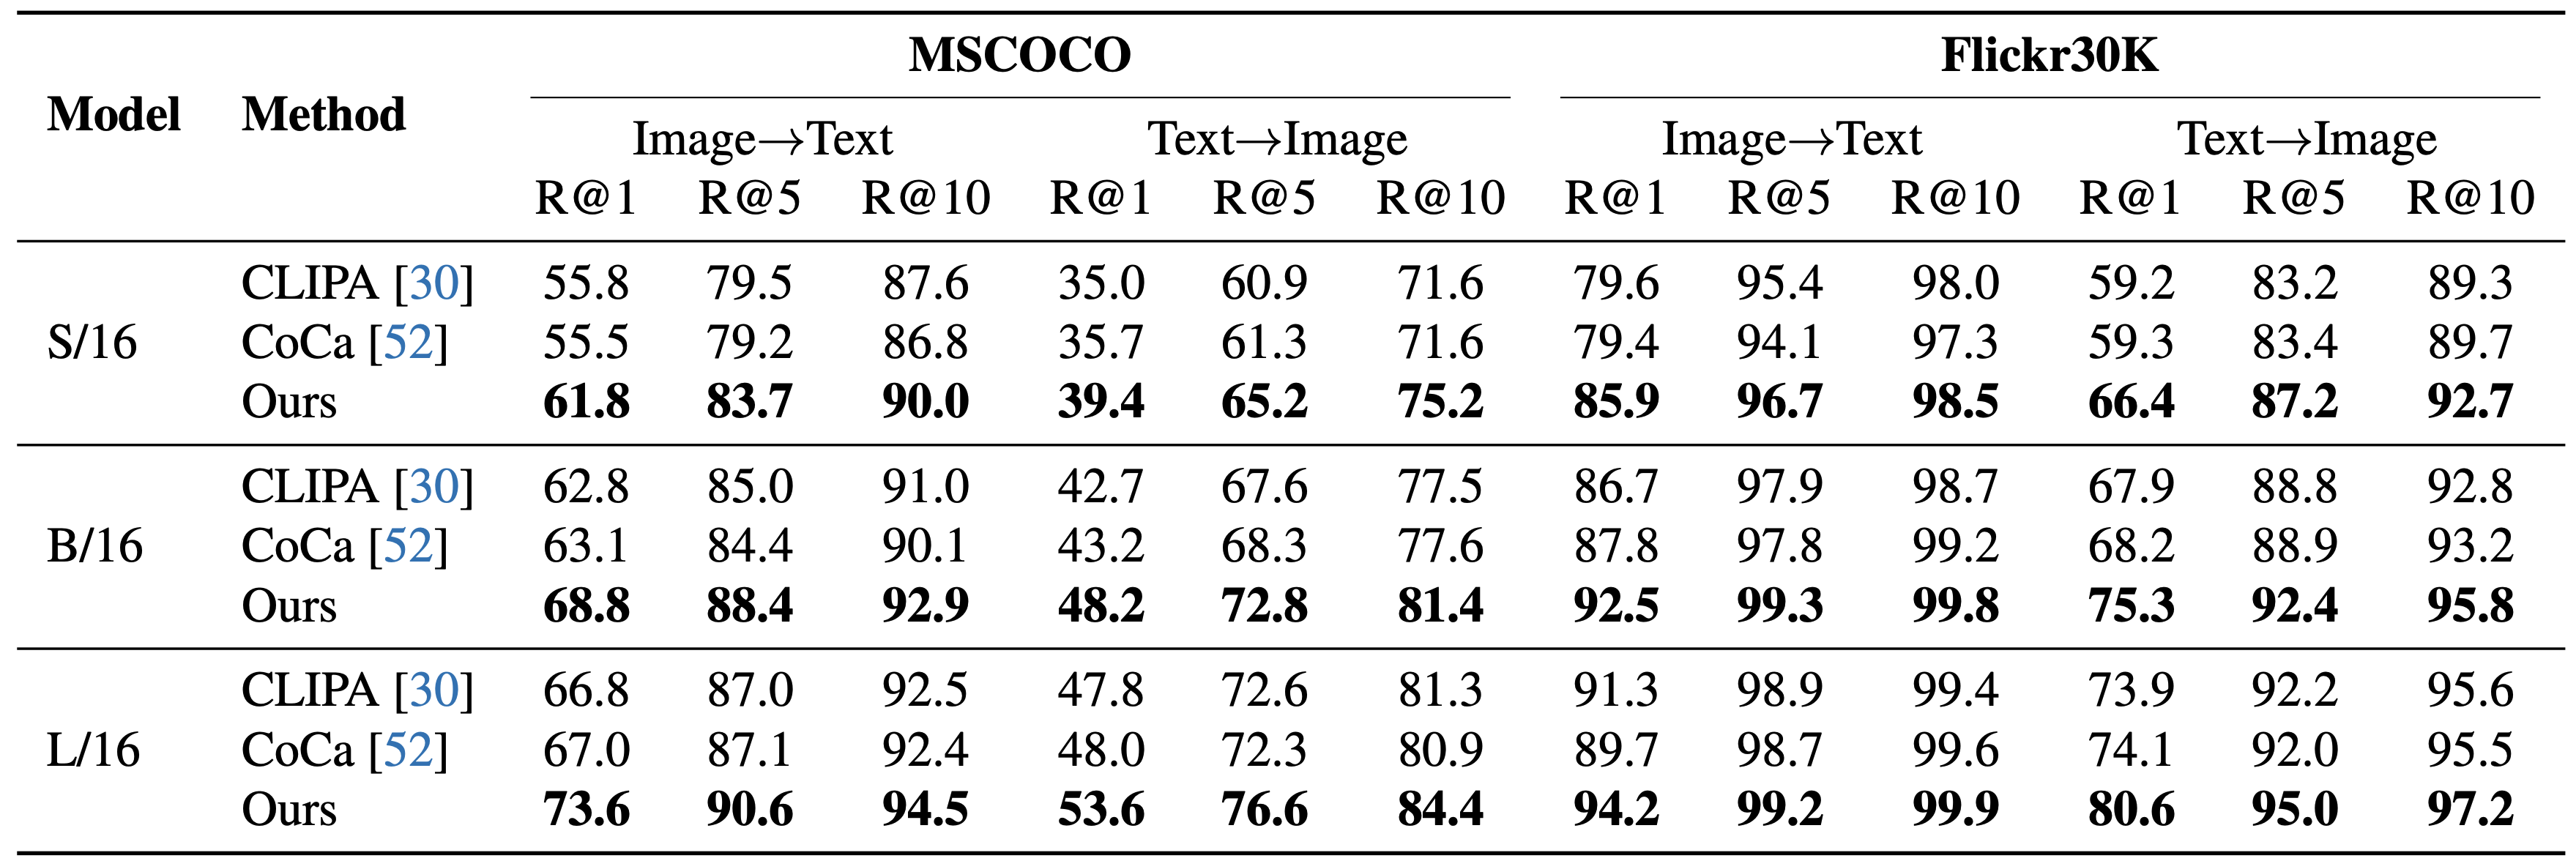 MSCOCO Flickr30K
Model Method
Image→Text Text→Image Image→Text Text→Image
R@1 R@5 R@10 R@1 R@5 R@10 R@1 R@5 R@10 R@1 R@5 R@10
CLIPA [30] 55.8 79.5 87.6 35.0 60.9 71.6 79.6 95.4 98.0 59.2 83.2 89.3
S/16 CoCa [52] 55.5 79.2 86.8 35.7 61.3 71.6 79.4 94.1 97.3 59.3 83.4 89.7
Ours 61.8 83.7 90.0 39.4 65.2 75.2 85.9 96.7 98.5 66.4 87.2 92.7
CLIPA [30] 62.8 85.0 91.0 42.7 67.6 77.5 86.7 97.9 98.7 67.9 88.8 92.8
B/16 CoCa [52] 63.1 84.4 90.1 43.2 68.3 77.6 87.8 97.8 99.2 68.2 88.9 93.2
Ours 68.8 88.4 92.9 48.2 72.8 81.4 92.5 99.3 99.8 75.3 92.4 95.8
CLIPA [30] 66.8 87.0 92.5 47.8 72.6 81.3 91.3 98.9 99.4 73.9 92.2 95.6
L/16 CoCa [52] 67.0 87.1 92.4 48.0 72.3 80.9 89.7 98.7 99.6 74.1 92.0 95.5
Ours 73.6 90.6 94.5 53.6 76.6 84.4 94.2 99.2 99.9 80.6 95.0 97.2